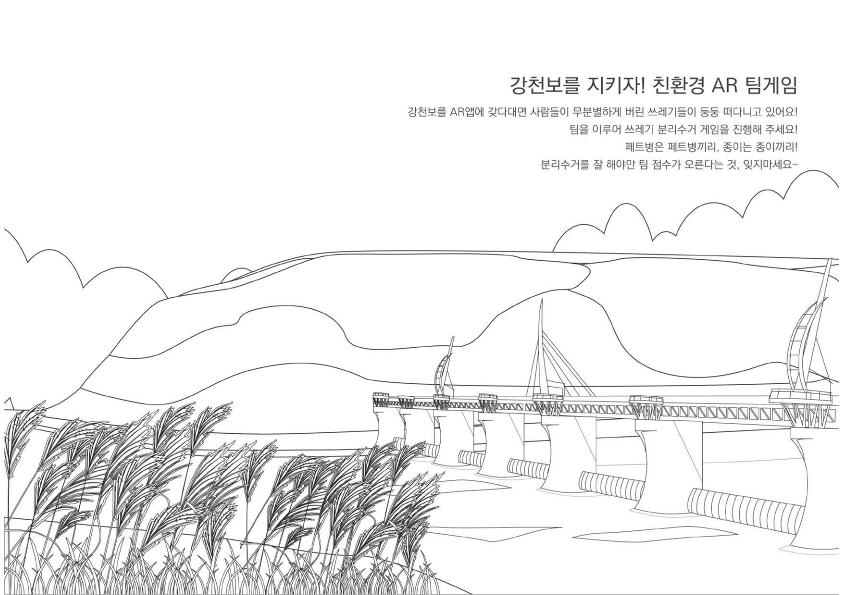 강천보를 지키자! 친환경 AR 팀게임
강천보를 AR앱에 갖다대면 사람들이 무분별하게 버린 쓰레기들이 둥둥 떠다니고 있어요!
팀을 이루어 쓰레기 분리수거 게임을 진행해 주세요!
페트병은 페트병끼리, 종이는 종이끼리!
분리수거를 잘 해야만 팀 점수가 오른다는 것, 잊지마세요~